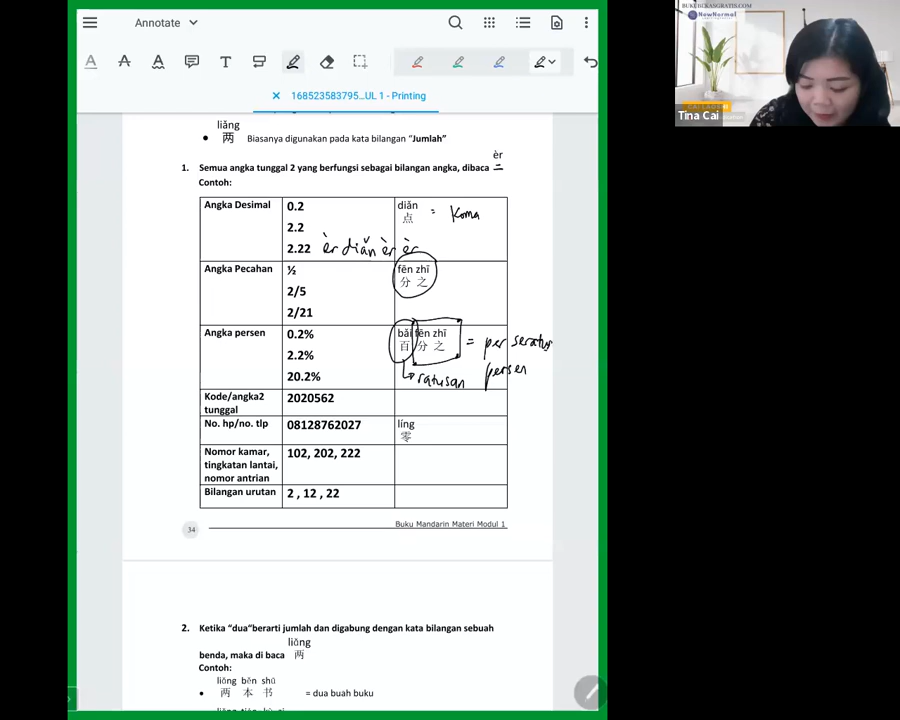 Annotate
168523583795...UL 1 - Printing
BUKUDIKASGRATIS.COM
NewNormal
Tina Cai
liǎng
• 两 Biasanya digunakan pada kata bilangan "Jumlah"
èr
1. Semua angka tunggal 2 yang berfungsi sebagai bilangan angka, dibaca 二
Contoh:
Angka Desimal 0.2 diǎn
点 = Koma
2.2
2.22 èr diǎn èr èr
Angka Pecahan ½ fēn zhī
分 之
2/5
2/21
Angka persen 0.2% bǎi fēn zhī
百 分 之 = per seratus
2.2%
persen
20.2% ratusan
Kode/angka2 2020562
tunggal
No. hp/no. tlp 08128762027 líng
零
Nomor kamar, 102, 202, 222
tingkatan lantai,
nomor antrian
Bilangan urutan 2 , 12 , 22
34 Buku Mandarin Materi Modul 1
2. Ketika "dua"berarti jumlah dan digabung dengan kata bilangan sebuah
liǎng
benda, maka di baca 两
Contoh:
liǎng běn shū
• 两 本 书 = dua buah buku